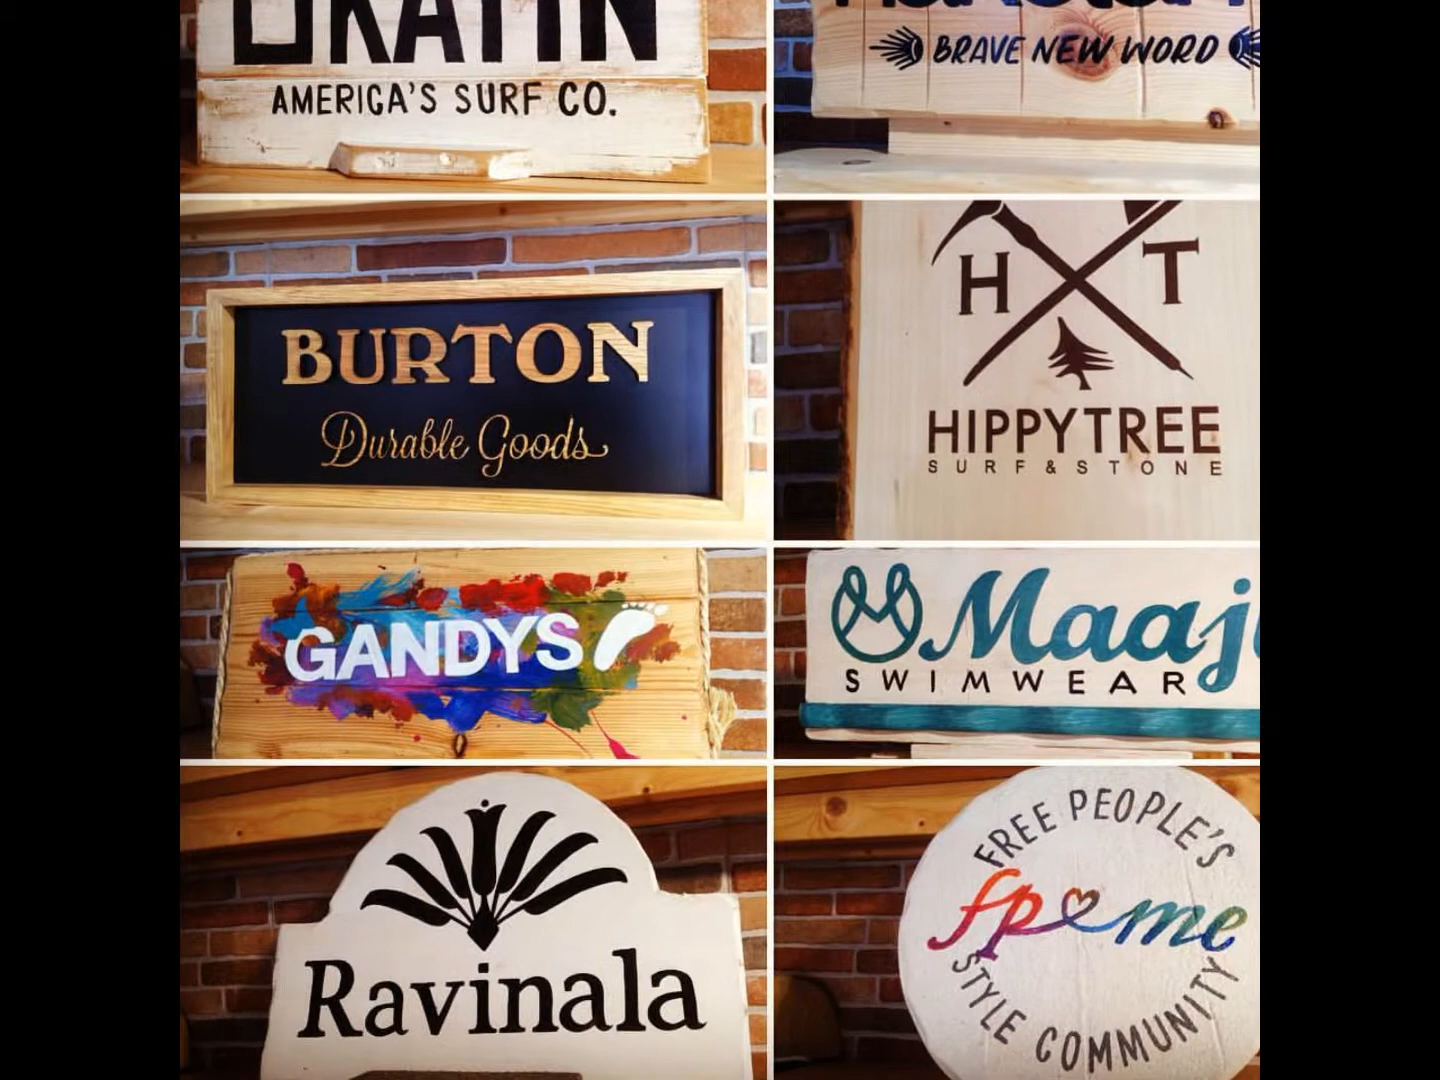 AMERICA'S SURF CO.
BRAVE NEW WORD
BURTON
Durable Goods
H T
HIPPYTREE
SURF & STONE
GANDYS
SWIMWEAR
Ravinala
FREE PEOPLE'S
fp me
STYLE COMMUNITY